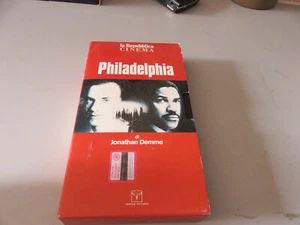 la Repubblica
CINEMA
Philadelphia
di
Jonathan Demme